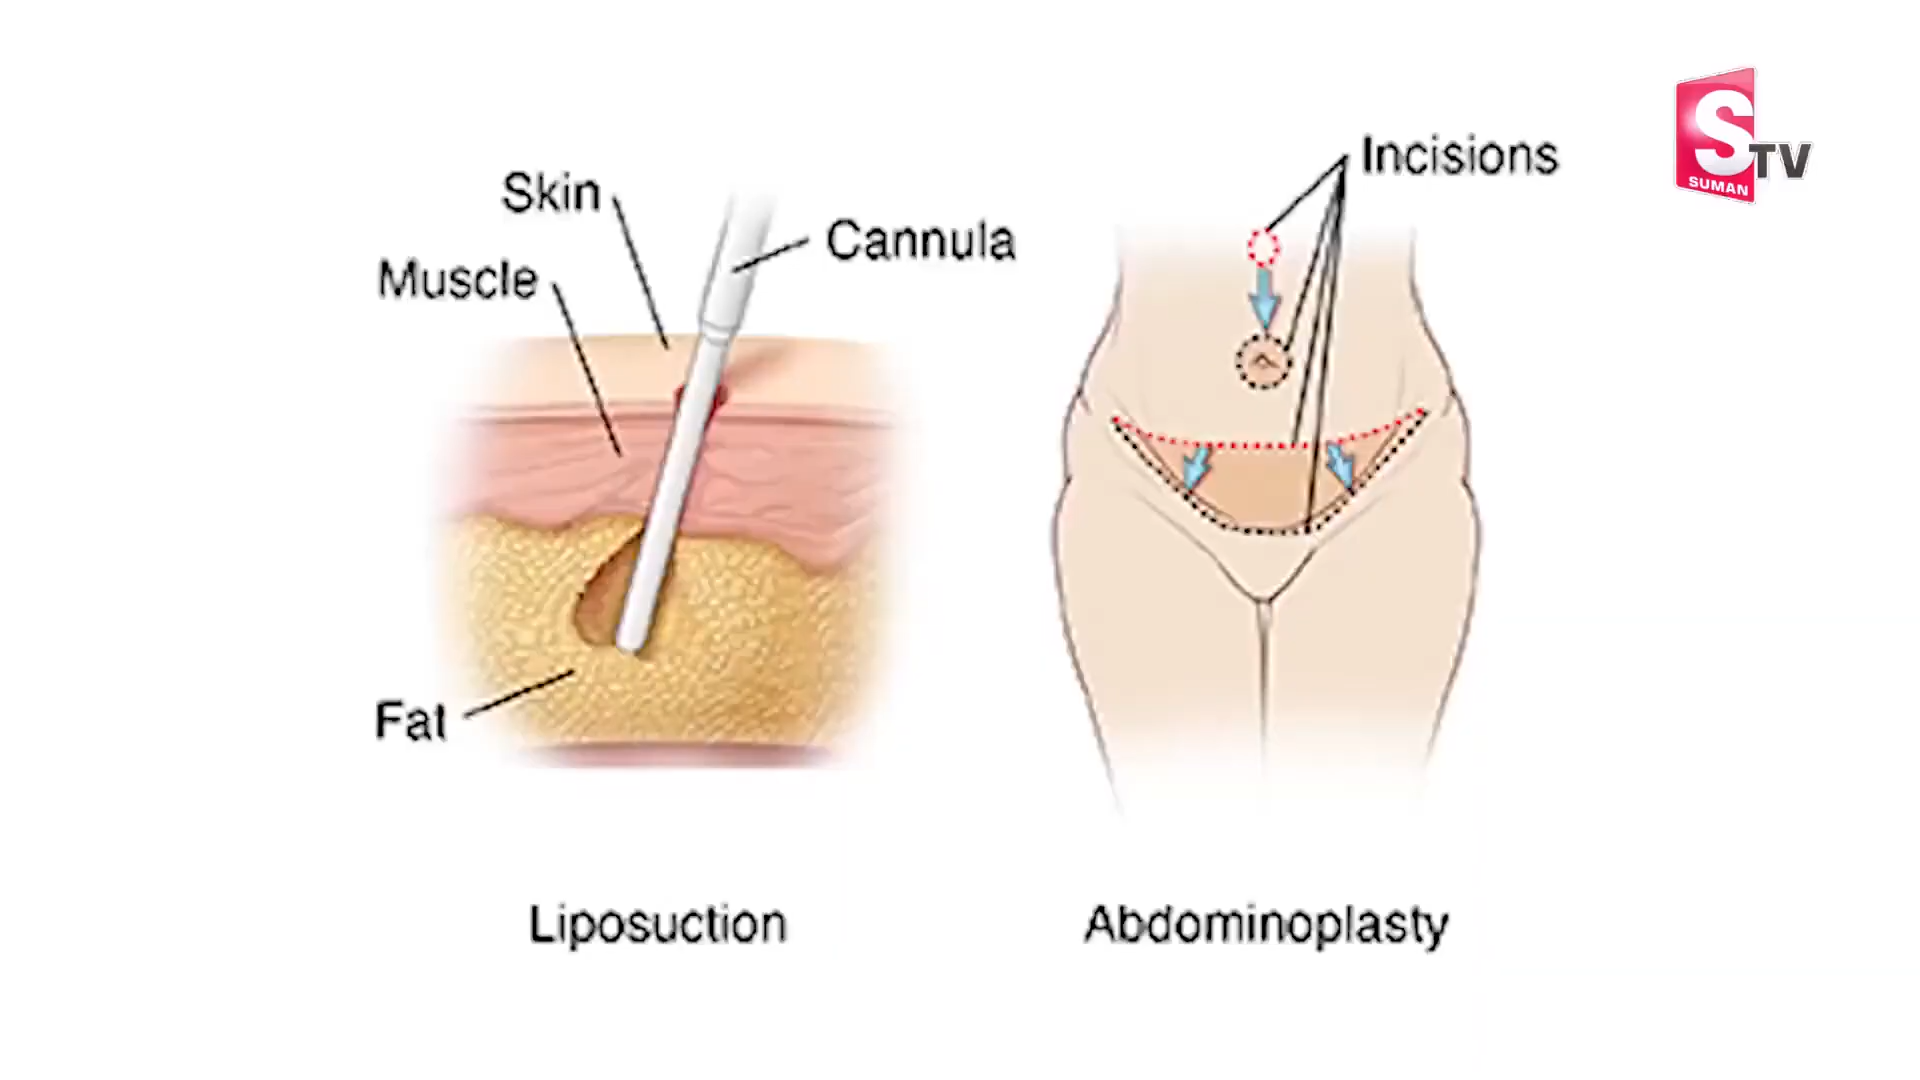 Skin
Muscle
Cannula
Fat
Liposuction
Incisions
Abdominoplasty
S TV
SUMAN